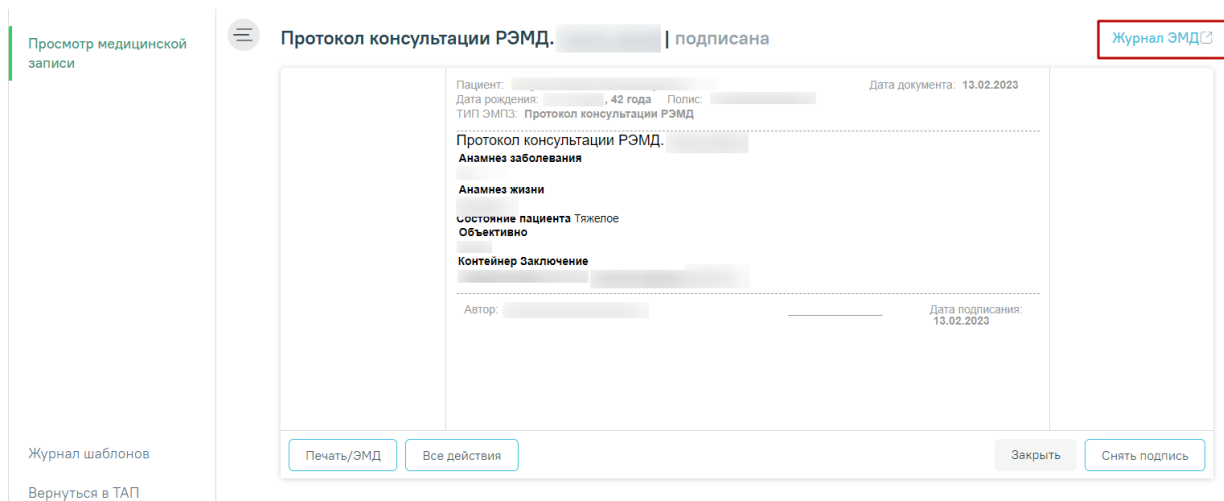 Просмотр медицинской
записи
Протокол консультации РЭМД. | подписана
Журнал ЭМД
Пациент: Дата документа: 13.02.2023
Дата рождения: , 42 года Полис:
ТИП ЭМПЗ: Протокол консультации РЭМД
Протокол консультации РЭМД.
Анамнез заболевания
Анамнез жизни
Состояние пациента Тяжелое
Объективно
Контейнер Заключение
Автор: Дата подписания:
13.02.2023
Печать/ЭМД Все действия Закрыть Снять подпись
Журнал шаблонов
Вернуться в ТАП